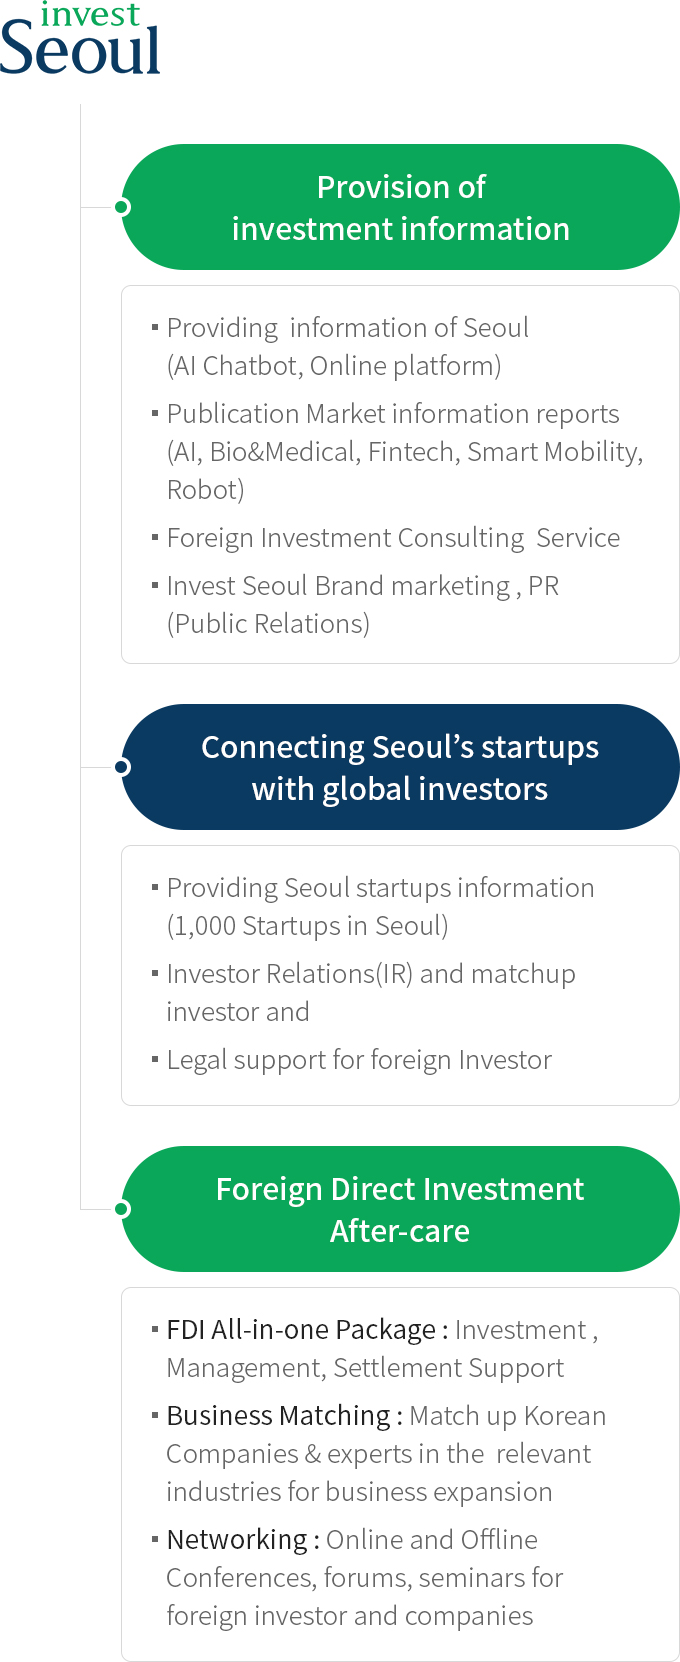 invest
Seoul
Provision of
investment information
▪ Providing  information of Seoul
(AI Chatbot, Online platform)
▪ Publication Market information reports
(AI, Bio&Medical, Fintech, Smart Mobility,
Robot)
▪ Foreign Investment Consulting  Service
▪ Invest Seoul Brand marketing , PR
(Public Relations)
Connecting Seoul’s startups
with global investors
▪ Providing Seoul startups information
(1,000 Startups in Seoul)
▪ Investor Relations(IR) and matchup
investor and
▪ Legal support for foreign Investor
Foreign Direct Investment
After-care
▪ FDI All-in-one Package : Investment ,
Management, Settlement Support
▪ Business Matching : Match up Korean
Companies & experts in the  relevant
industries for business expansion
▪ Networking : Online and Offline
Conferences, forums, seminars for
foreign investor and companies